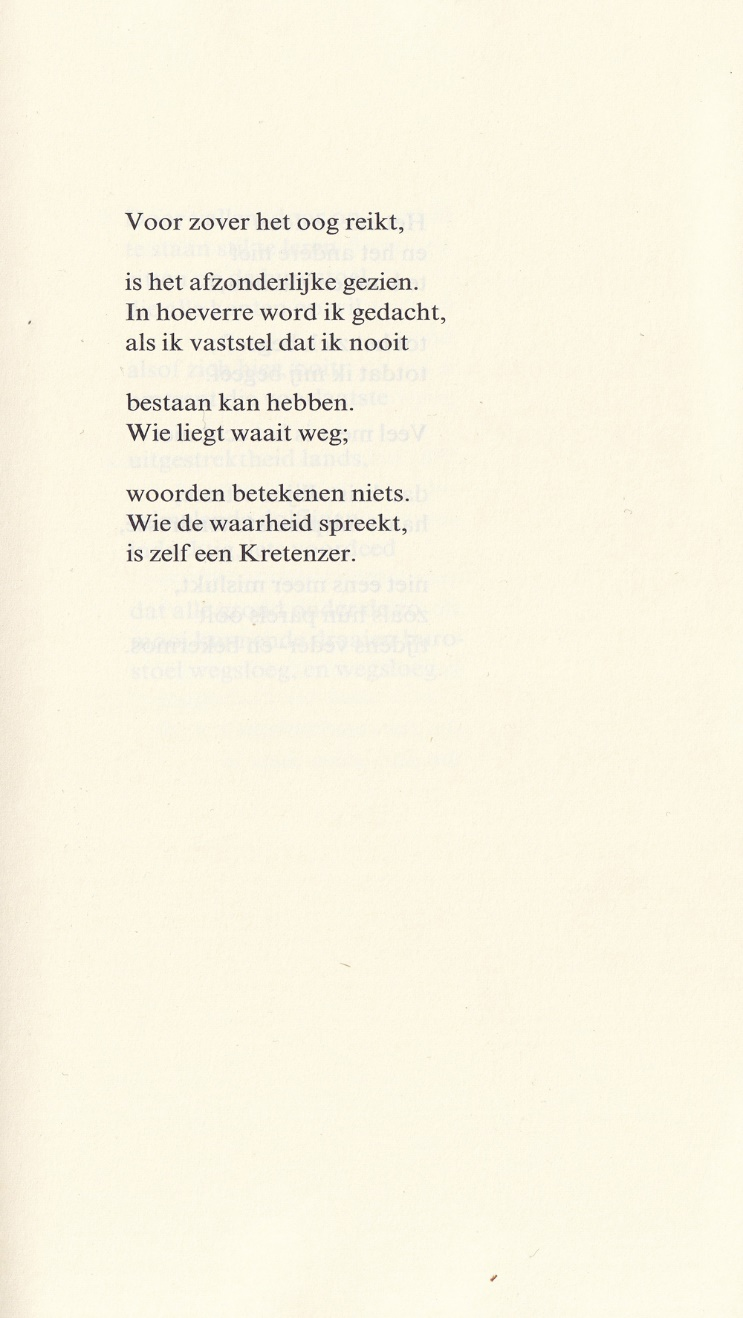 Voor zover het oog reikt,

is het afzonderlijke gezien.
In hoeverre word ik gedacht,
als ik vaststel dat ik nooit

bestaan kan hebben.
Wie liegt waait weg;

woorden betekenen niets.
Wie de waarheid spreekt,
is zelf een Kretenzer.